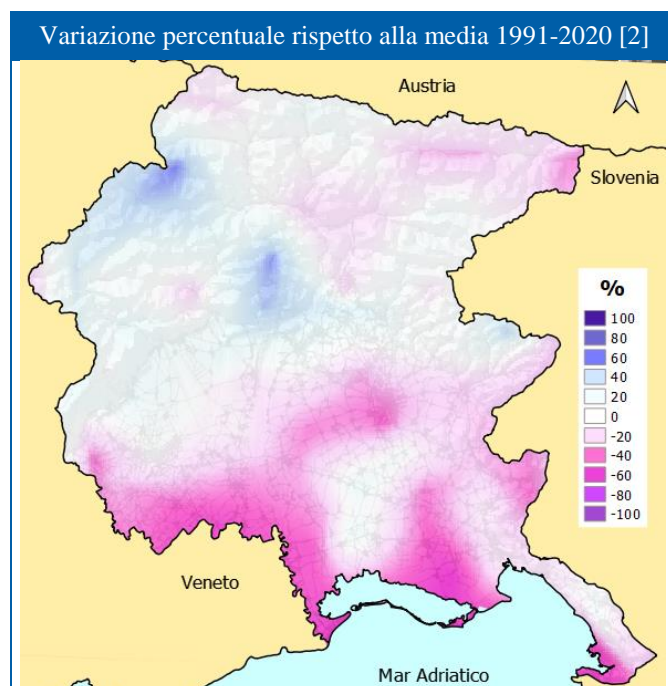 Variazione percentuale rispetto alla media 1991-2020 [2]
Austria
Slovenia
%
100
80
60
40
20
0
-20
-40
-60
-80
-100
Veneto
Mar Adriatico